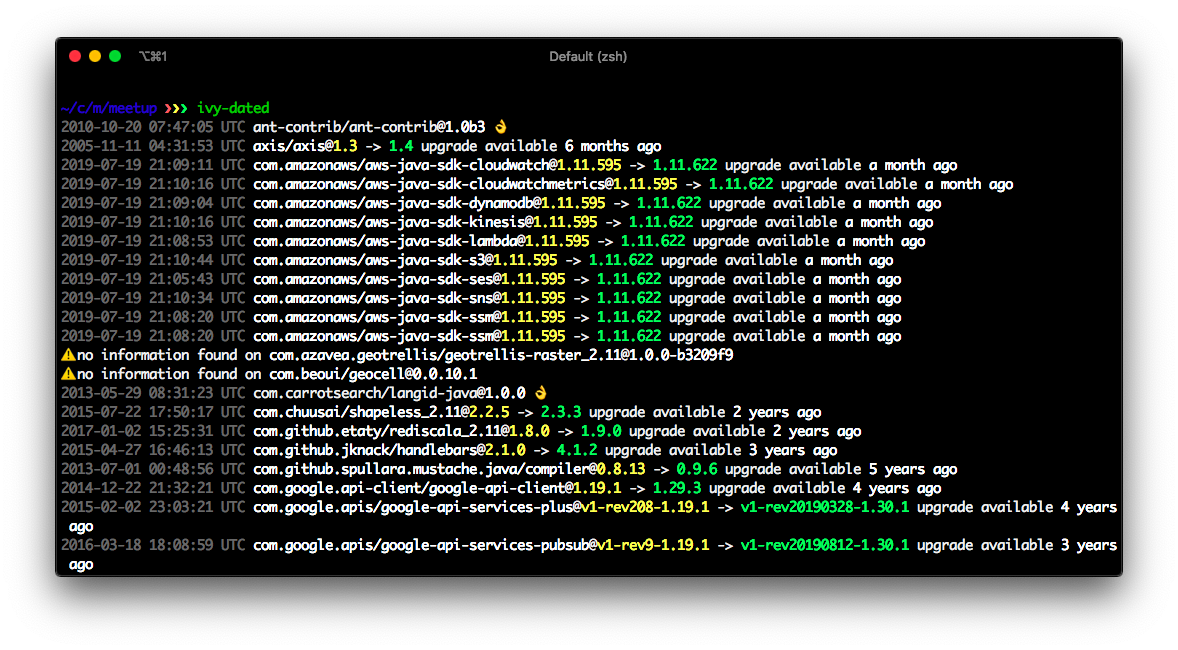 ⌥⌘1
Default (zsh)
~/c/m/meetup ❯❯❯ ivy-dated
2010-10-20 07:47:05 UTC ant-contrib/ant-contrib@1.0b3 👌
2005-11-11 04:31:53 UTC axis/axis@1.3 -> 1.4 upgrade available 6 months ago
2019-07-19 21:09:11 UTC com.amazonaws/aws-java-sdk-cloudwatch@1.11.595 -> 1.11.622 upgrade available a month ago
2019-07-19 21:10:16 UTC com.amazonaws/aws-java-sdk-cloudwatchmetrics@1.11.595 -> 1.11.622 upgrade available a month ago
2019-07-19 21:09:04 UTC com.amazonaws/aws-java-sdk-dynamodb@1.11.595 -> 1.11.622 upgrade available a month ago
2019-07-19 21:10:16 UTC com.amazonaws/aws-java-sdk-kinesis@1.11.595 -> 1.11.622 upgrade available a month ago
2019-07-19 21:08:53 UTC com.amazonaws/aws-java-sdk-lambda@1.11.595 -> 1.11.622 upgrade available a month ago
2019-07-19 21:10:44 UTC com.amazonaws/aws-java-sdk-s3@1.11.595 -> 1.11.622 upgrade available a month ago
2019-07-19 21:05:43 UTC com.amazonaws/aws-java-sdk-ses@1.11.595 -> 1.11.622 upgrade available a month ago
2019-07-19 21:10:34 UTC com.amazonaws/aws-java-sdk-sns@1.11.595 -> 1.11.622 upgrade available a month ago
2019-07-19 21:08:20 UTC com.amazonaws/aws-java-sdk-ssm@1.11.595 -> 1.11.622 upgrade available a month ago
2019-07-19 21:08:20 UTC com.amazonaws/aws-java-sdk-ssm@1.11.595 -> 1.11.622 upgrade available a month ago
⚠️no information found on com.azavea.geotrellis/geotrellis-raster_2.11@1.0.0-b3209f9
⚠️no information found on com.beoui/geocell@0.0.10.1
2013-05-29 08:31:23 UTC com.carrotsearch/langid-java@1.0.0 👌
2015-07-22 17:50:17 UTC com.chuusai/shapeless_2.11@2.2.5 -> 2.3.3 upgrade available 2 years ago
2017-01-02 15:25:31 UTC com.github.etaty/rediscala_2.11@1.8.0 -> 1.9.0 upgrade available 2 years ago
2015-04-27 16:46:13 UTC com.github.jknack/handlebars@2.1.0 -> 4.1.2 upgrade available 3 years ago
2013-07-01 00:48:56 UTC com.github.spullara.mustache.java/compiler@0.8.13 -> 0.9.6 upgrade available 5 years ago
2014-12-22 21:32:21 UTC com.google.api-client/google-api-client@1.19.1 -> 1.29.3 upgrade available 4 years ago
2015-02-02 23:03:21 UTC com.google.apis/google-api-services-plus@v1-rev208-1.19.1 -> v1-rev20190328-1.30.1 upgrade available 4 years
ago
2016-03-18 18:08:59 UTC com.google.apis/google-api-services-pubsub@v1-rev9-1.19.1 -> v1-rev20190812-1.30.1 upgrade available 3 years
ago